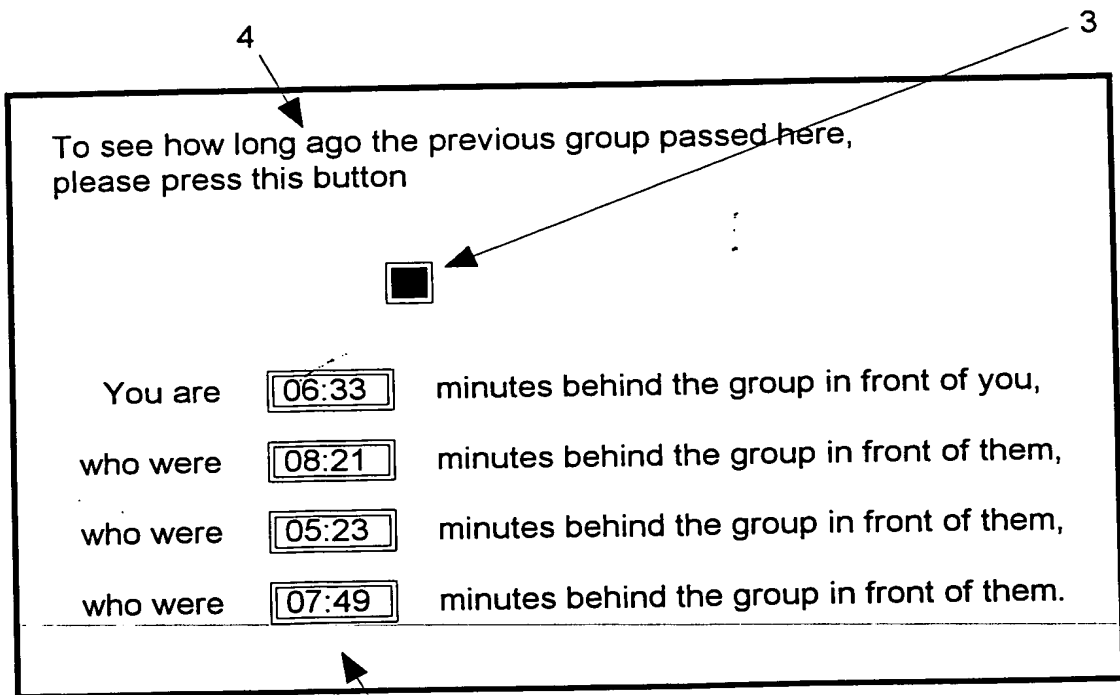 4
3
To see how long ago the previous group passed here,
please press this button
You are 06:33 minutes behind the group in front of you,
who were 08:21 minutes behind the group in front of them,
who were 05:23 minutes behind the group in front of them,
who were 07:49 minutes behind the group in front of them.